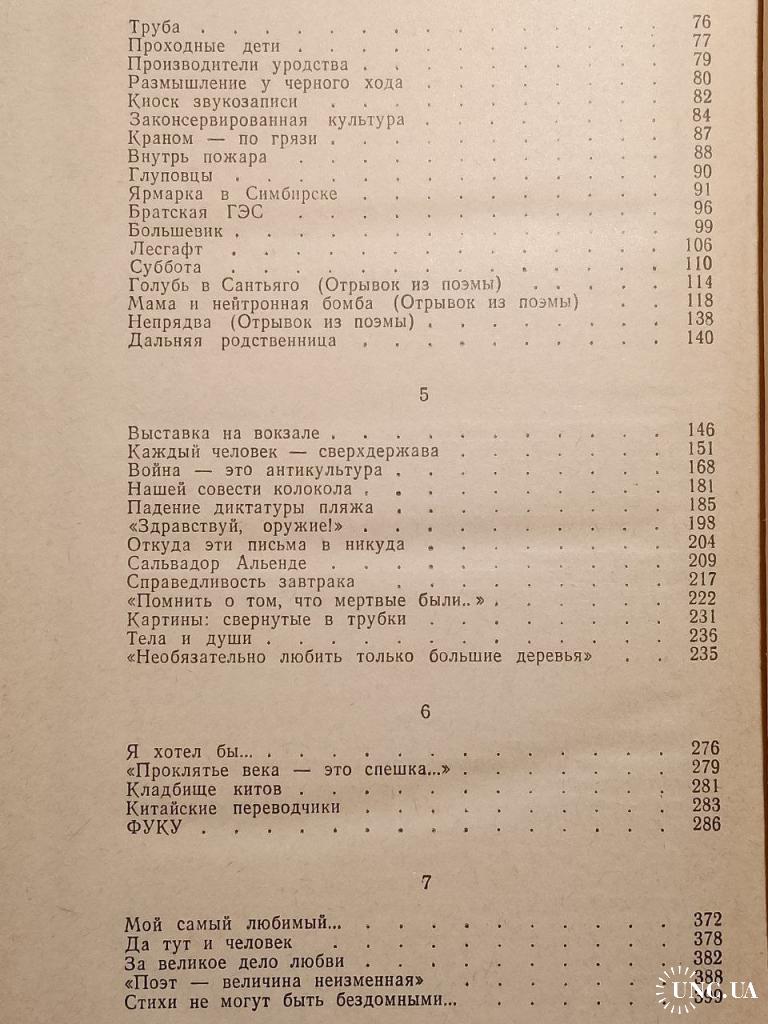 Труба . . . . . . . . . . . . 76
Проходные дети . . . . . . . . . . 77
Производители уродства . . . . . . . . 79
Размышление у черного хода . . . . . . . 80
Киоск звукозаписи . . . . . . . . . . 82
Законсервированная культура . . . . . . . 84
Краном — по грязи . . . . . . . . . . 87
Внутрь пожара . . . . . . . . . . . 88
Глуповцы . . . . . . . . . . . . 90
Ярмарка в Симбирске . . . . . . . . . 91
Братская ГЭС . . . . . . . . . . . 96
Большевик . . . . . . . . . . . . 99
Лесгафт . . . . . . . . . . . . 106
Суббота . . . . . . . . . . . . 110
Голубь в Сантьяго (Отрывок из поэмы) . . . . . 114
Мама и нейтронная бомба (Отрывок из поэмы) . . 118
Непрядва (Отрывок из поэмы) . . . . . . . 138
Дальняя родственница . . . . . . . . . 140
5
Выставка на вокзале . . . . . . . . . . 146
Каждый человек — сверхдержава . . . . . . 151
Война — это антикультура . . . . . . . . 168
Нашей совести колокола . . . . . . . . . 181
Падение диктатуры пляжа . . . . . . . . 185
«Здравствуй, оружие!» . . . . . . . . . 198
Откуда эти письма в никуда . . . . . . . 204
Сальвадор Альенде . . . . . . . . . . 209
Справедливость завтрака . . . . . . . . 217
«Помнить о том, что мертвые были..» . . . . . 222
Картины: свернутые в трубки . . . . . . . 231
Тела и души . . . . . . . . . . . . 236
«Необязательно любить только большие деревья» . . 235
6
Я хотел бы... . . . . . . . . . . . . 276
«Проклятье века — это спешка...» . . . . . . 279
Кладбище китов . . . . . . . . . . . 281
Китайские переводчики . . . . . . . . . 283
ФУКУ . . . . . . . . . . . . . . 286
7
Мой самый любимый... . . . . . . . . . 372
Да тут и человек . . . . . . . . . . 378
За великое дело любви . . . . . . . . . 382
«Поэт — величина неизменная» . . . . . . 388
Стихи не могут быть бездомными... . . . . . 399
UNC.UA